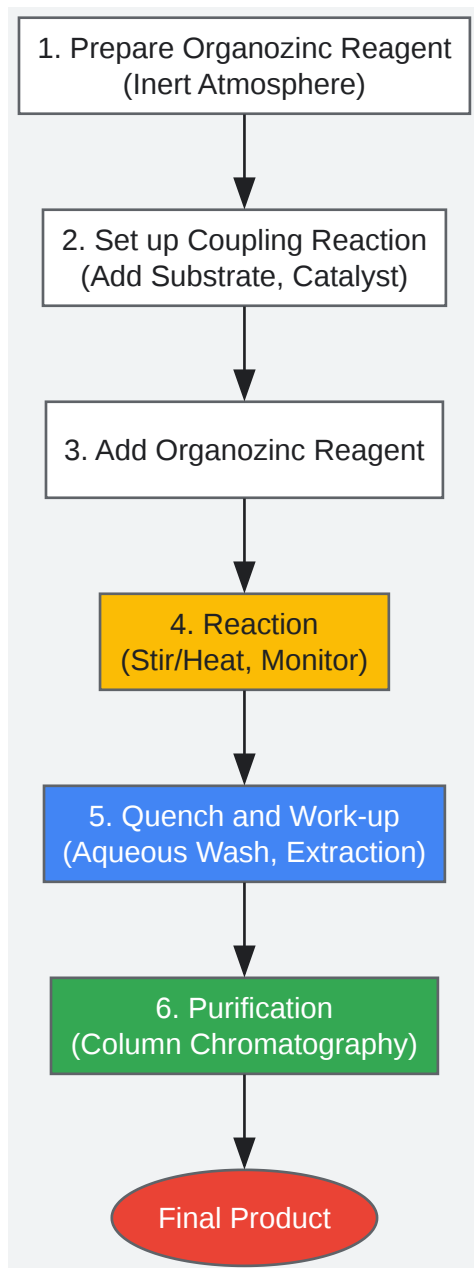 1. Prepare Organozinc Reagent
(Inert Atmosphere)
2. Set up Coupling Reaction
(Add Substrate, Catalyst)
3. Add Organozinc Reagent
4. Reaction
(Stir/Heat, Monitor)
5. Quench and Work-up
(Aqueous Wash, Extraction)
6. Purification
(Column Chromatography)
Final Product